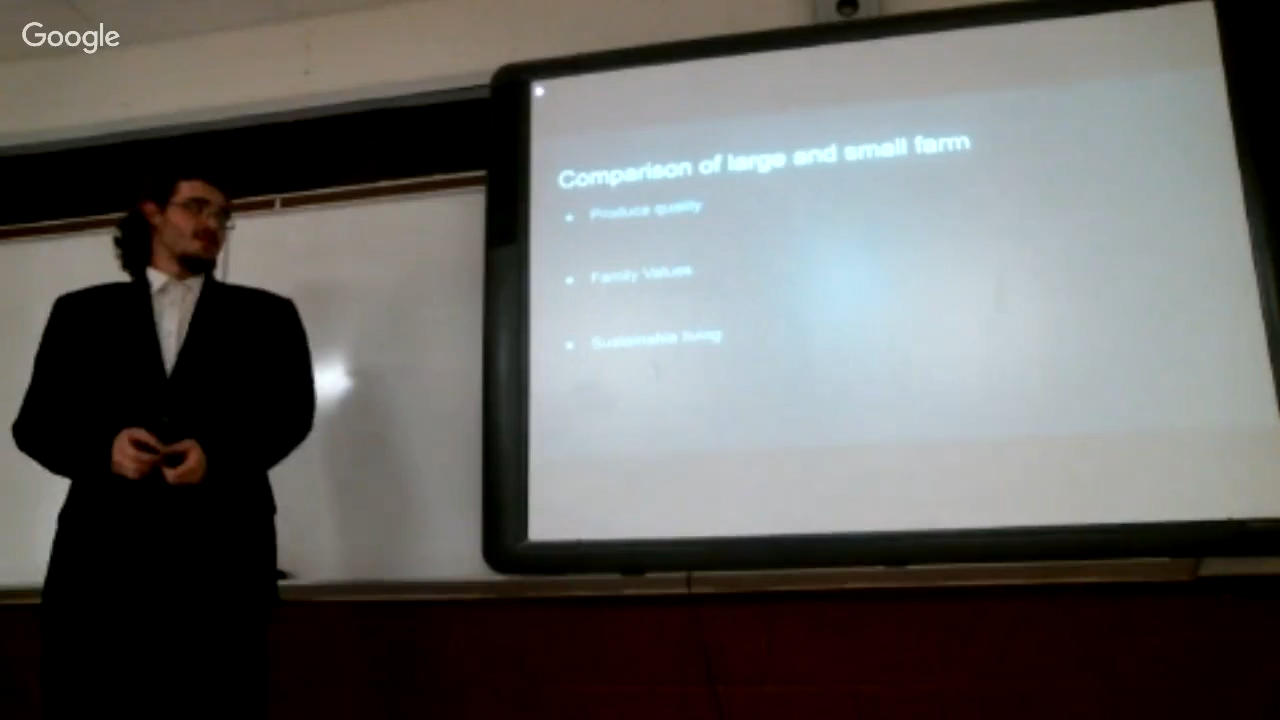 Google
Comparison of large and small farm
Produce quality
Family Values
Sustainable living